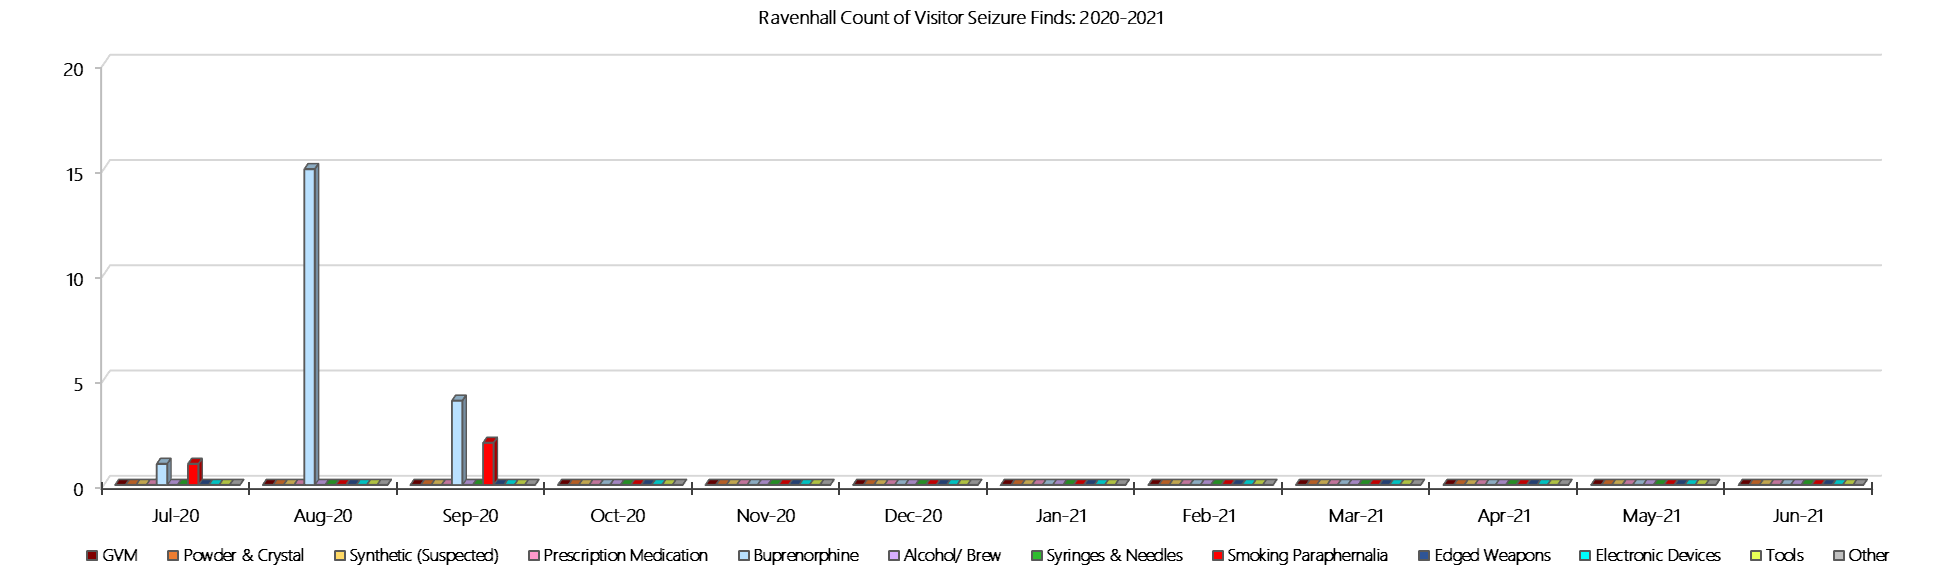 Ravenhall Count of Visitor Seizure Finds: 2020-2021
20
15
10
5
0
Jul-20 Aug-20 Sep-20 Oct-20 Nov-20 Dec-20 Jan-21 Feb-21 Mar-21 Apr-21 May-21 Jun-21
GVM Powder & Crystal Synthetic (Suspected) Prescription Medication Buprenorphine Alcohol/ Brew Syringes & Needles Smoking Paraphernalia Edged Weapons Electronic Devices Tools Other